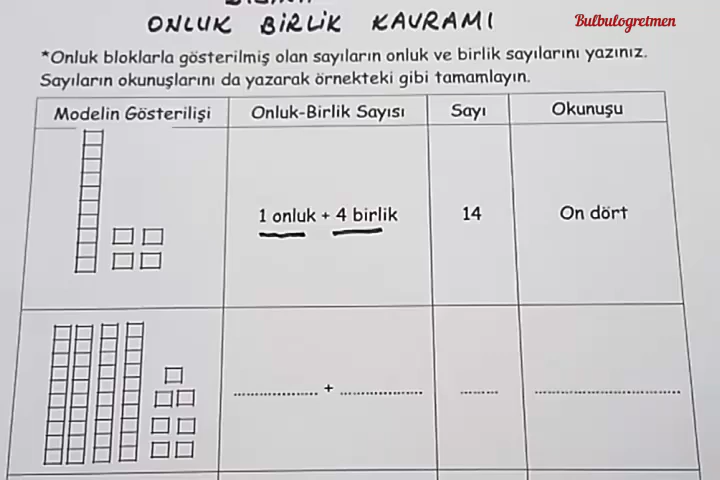 ONLUK BİRLİK KAVRAMI
Bulbulogretmen
*Onluk bloklarla gösterilmiş olan sayıların onluk ve birlik sayılarını yazınız.
Sayıların okunuşlarını da yazarak örnekteki gibi tamamlayın.
Modelin Gösterilişi Onluk-Birlik Sayısı Sayı Okunuşu
1 onluk + 4 birlik 14 On dört
.................. + .................. ........ ...............................